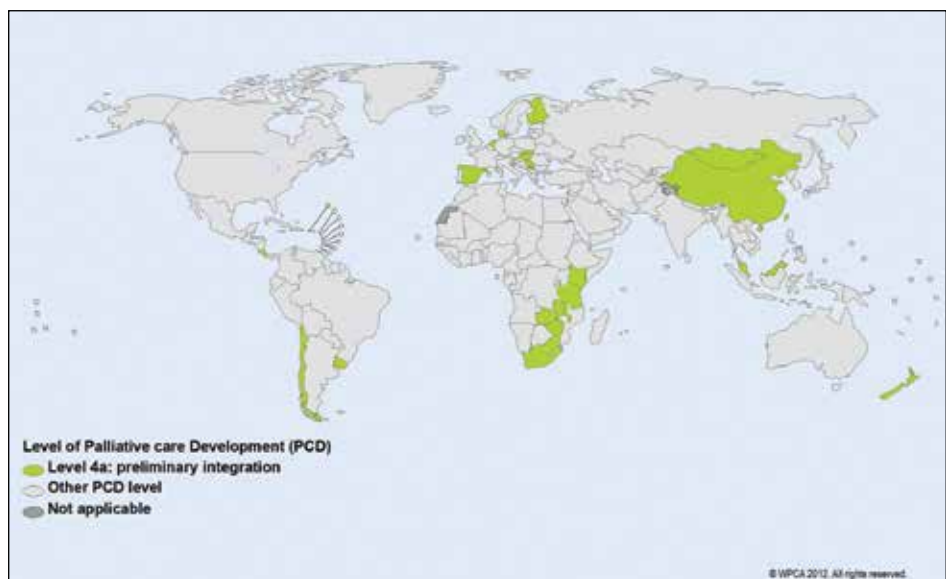 Level of Palliative care Development (PCD)
Level 4a: preliminary integration
Other PCD level
Not applicable
© WPCA 2012. All rights reserved.